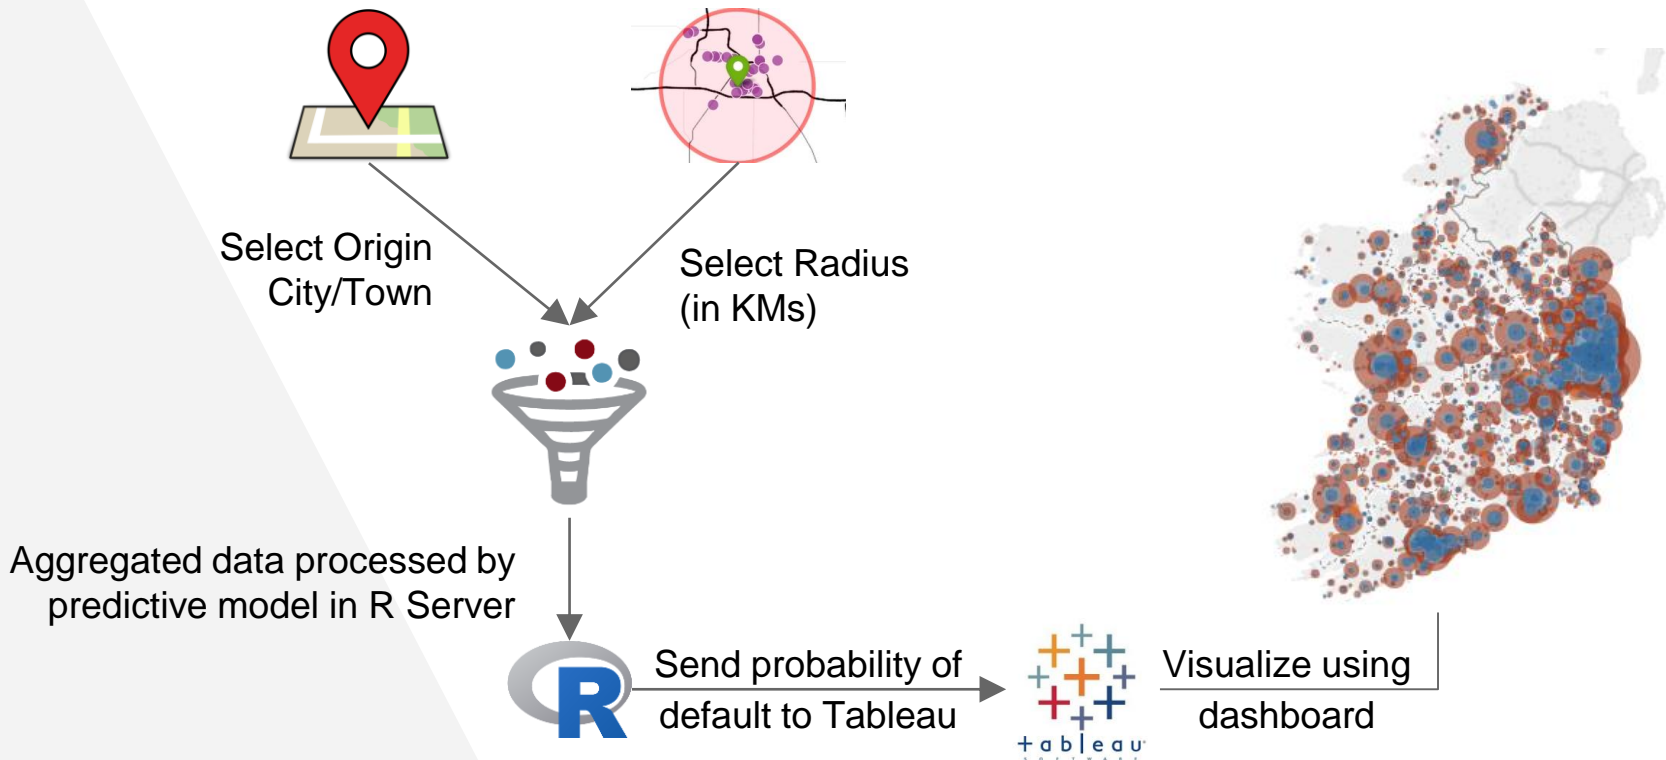 Select Origin
City/Town
Select Radius
(in KMs)
Aggregated data processed by
predictive model in R Server
R
Send probability of
default to Tableau
+ableau
Visualize using
dashboard